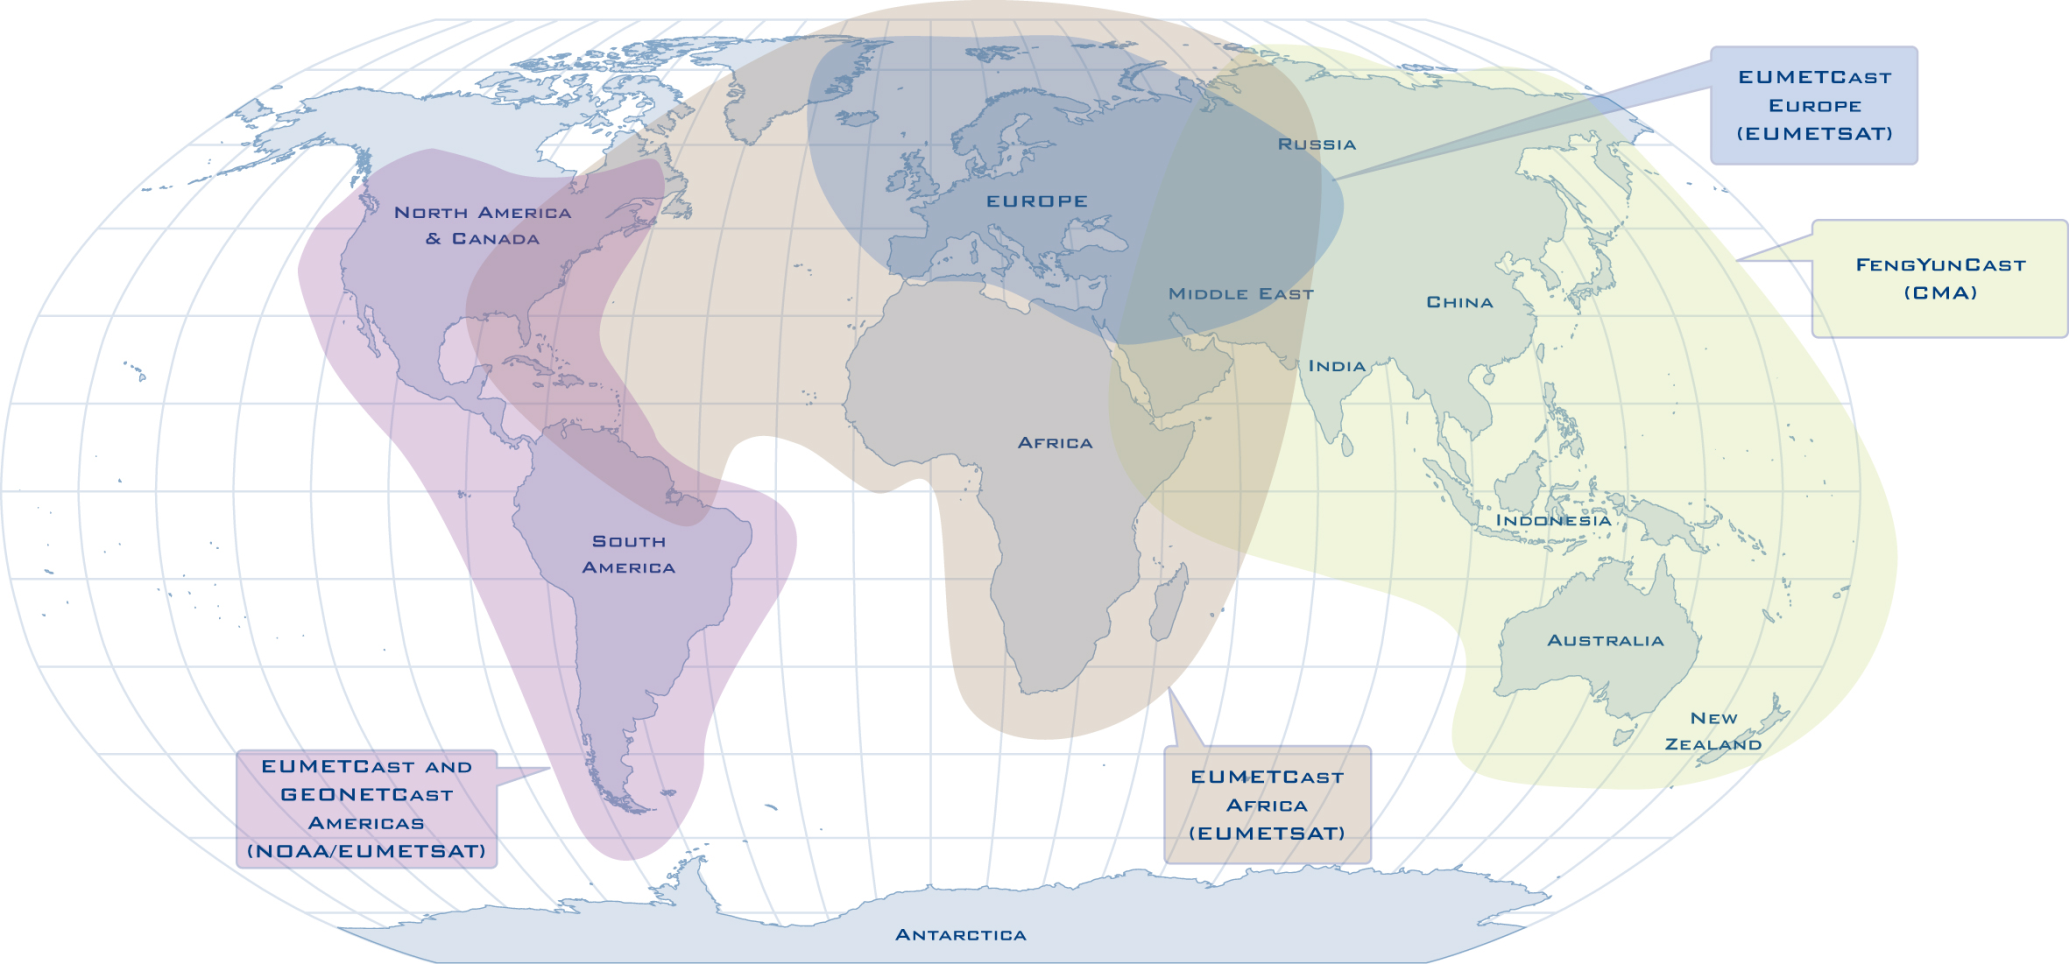 EUMETCast
Europe
(EUMETSAT)
Russia
EUROPE
North America
& Canada
FengYunCast
(CMA)
Middle East
China
India
Africa
Indonesia
South
America
Australia
New
Zealand
EUMETCast and
GEONETCast
Americas
(NOAA/EUMETSAT)
EUMETCast
Africa
(EUMETSAT)
Antarctica